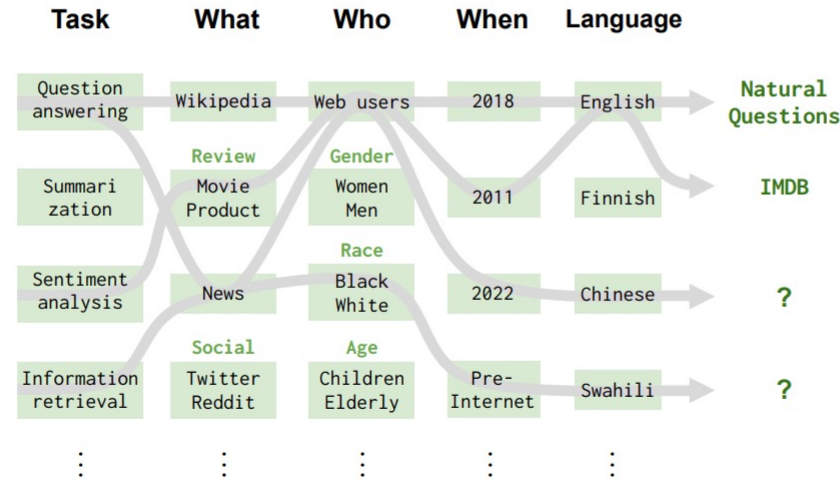 Task What Who When Language
Question
answering
Wikipedia
Web users
2018
English
Natural
Questions
Review
Gender
Summari
zation
Movie
Product
Women
Men
2011
Finnish
IMDB
Race
Sentiment
analysis
News
Black
White
2022
Chinese
?
Social
Age
Information
retrieval
Twitter
Reddit
Children
Elderly
Pre-
Internet
Swahili
?